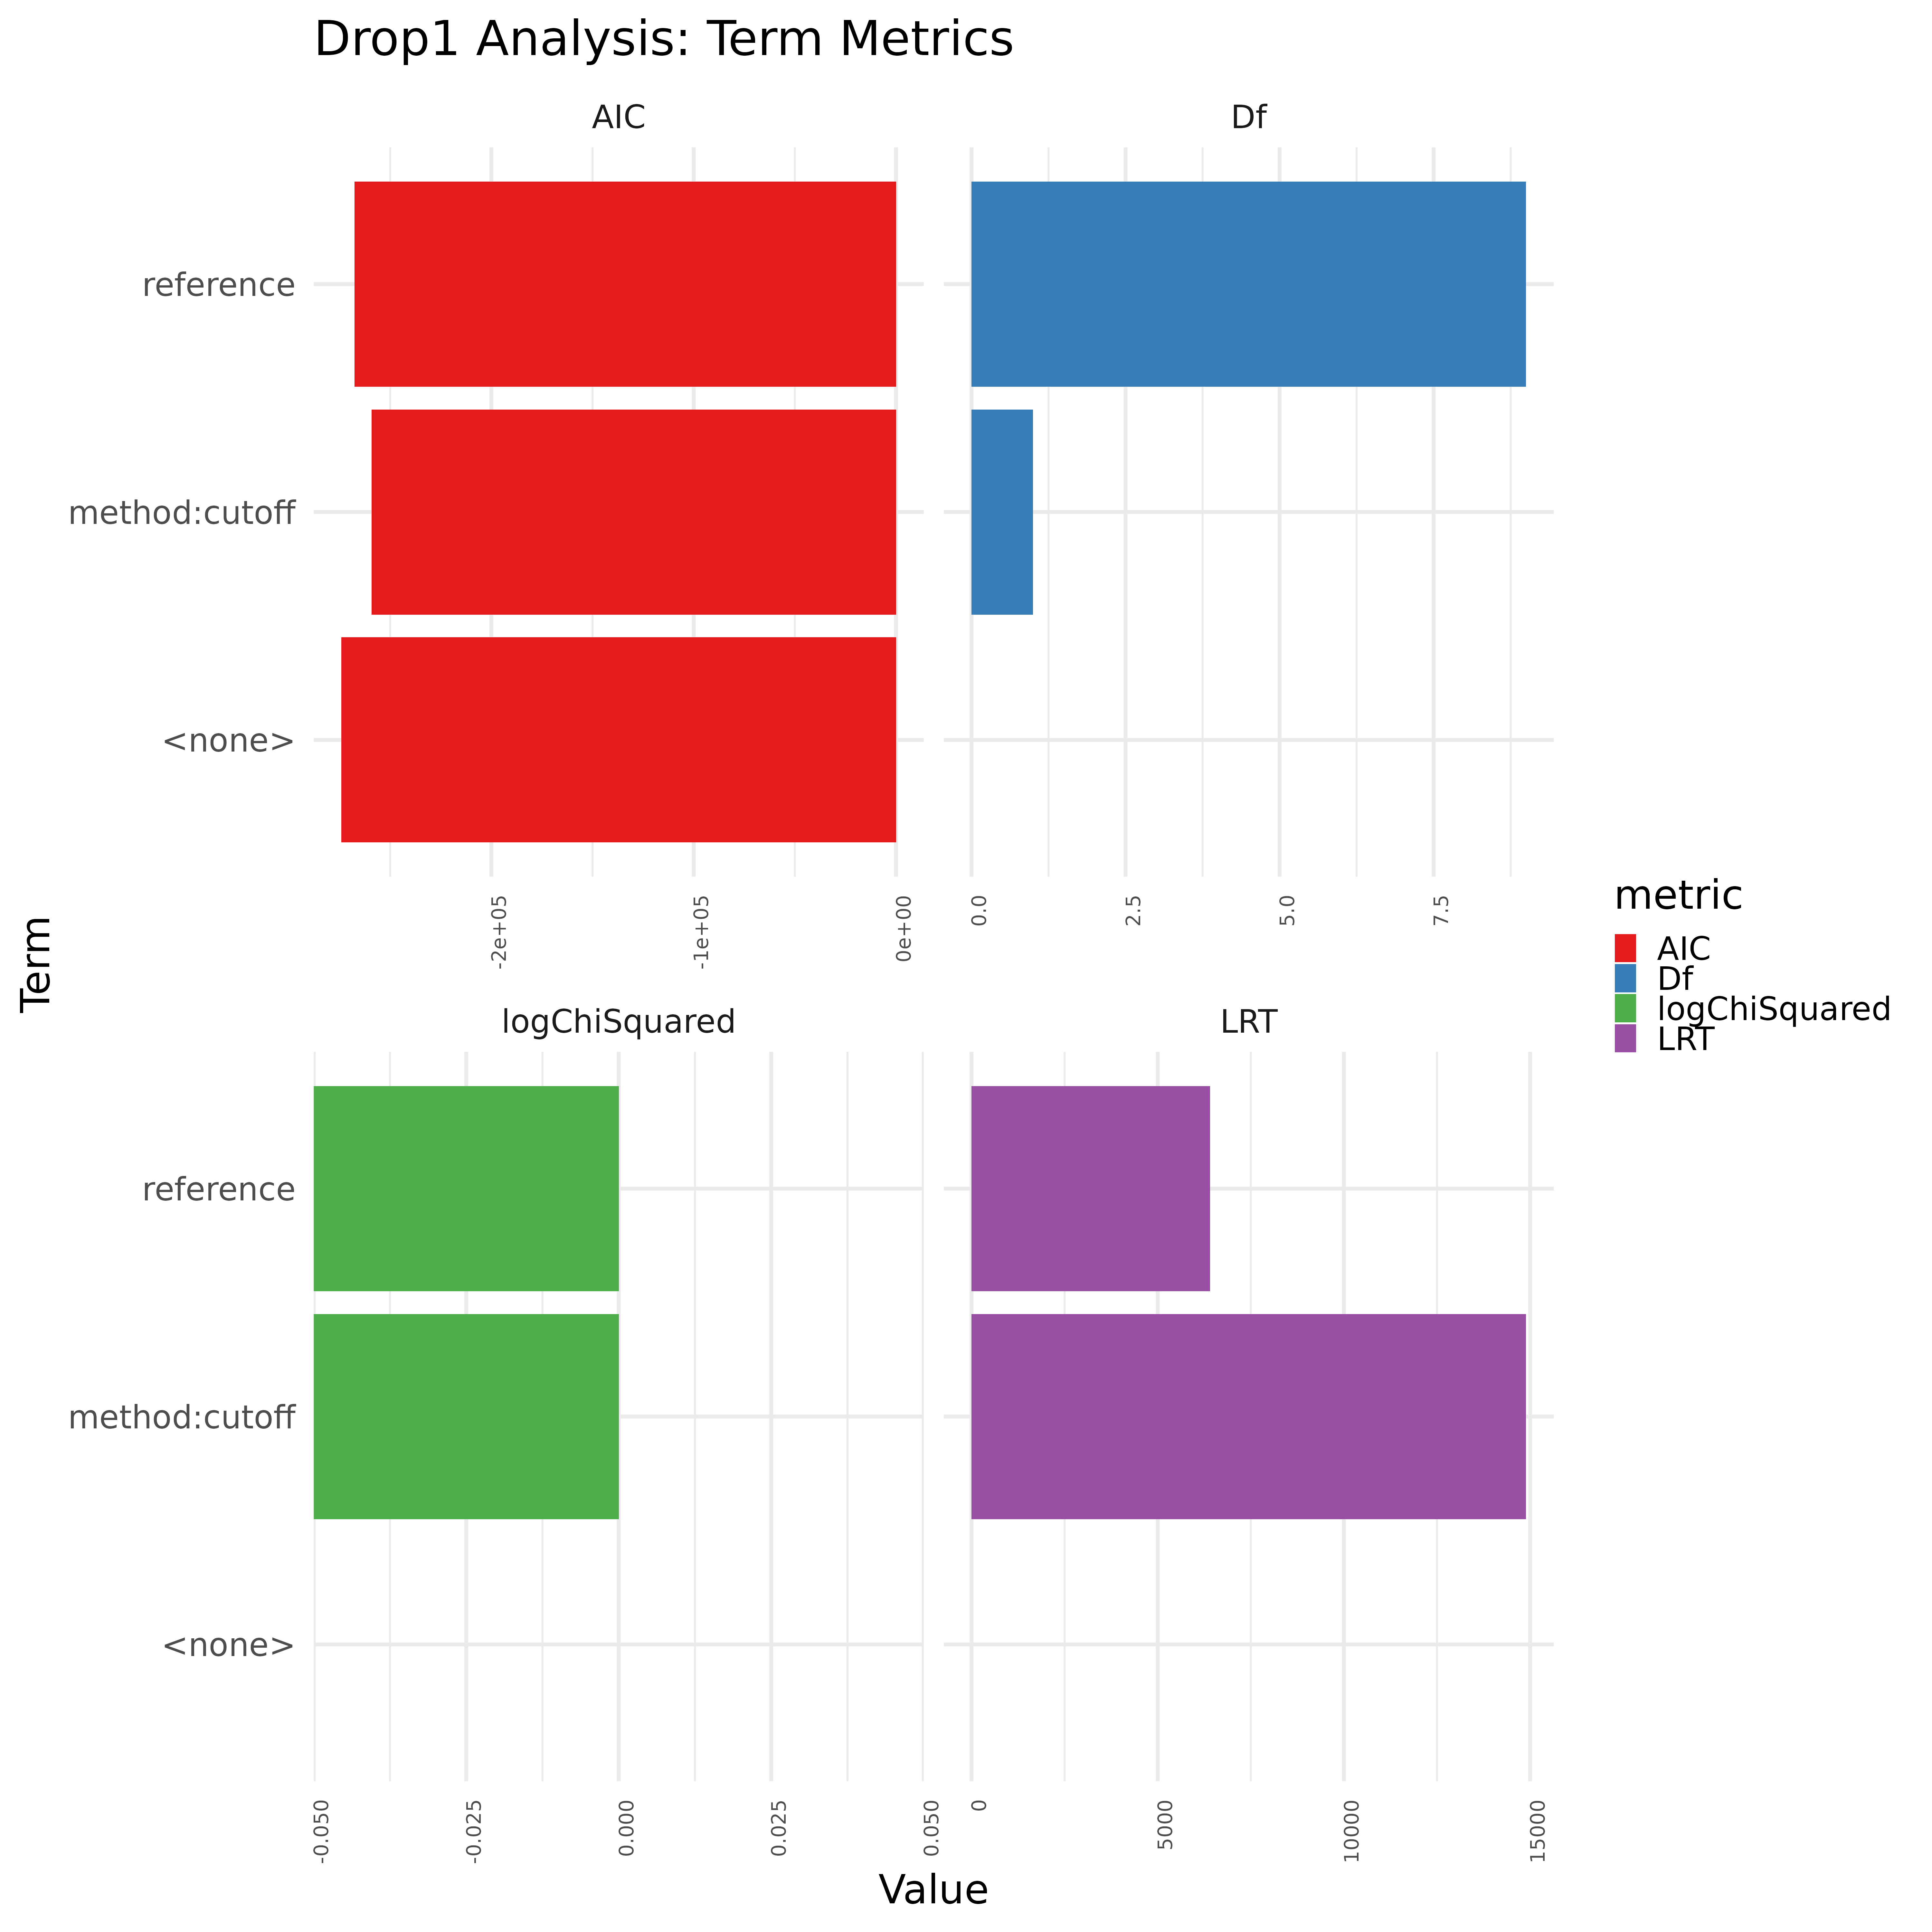 Drop1 Analysis: Term Metrics
AIC
Df
reference
method:cutoff
<none>
-2e+05
-1e+05
0e+00
0.0
2.5
5.0
7.5
Term
logChiSquared
LRT
reference
method:cutoff
<none>
-0.050
-0.025
0.000
0.025
0.050
0
5000
10000
15000
Value
metric
AIC
Df
logChiSquared
LRT